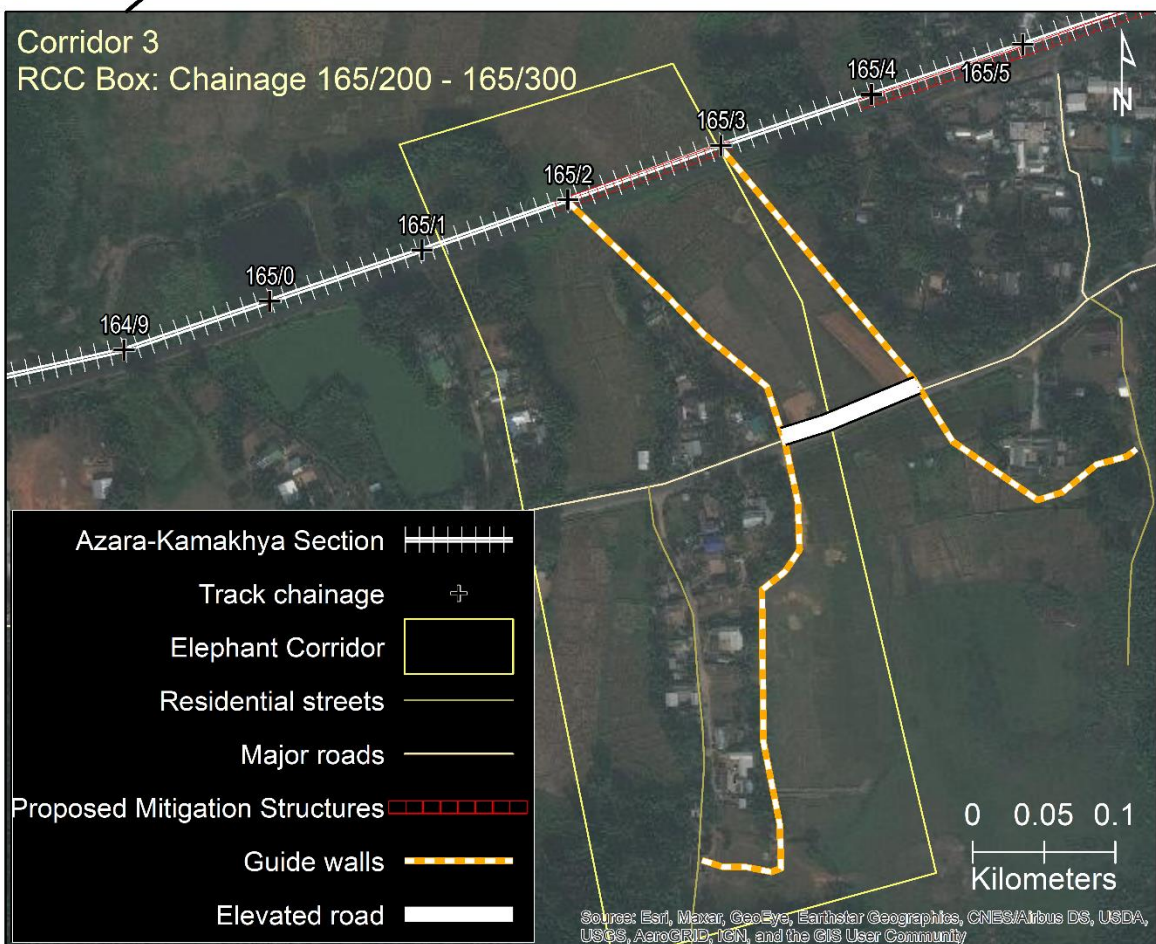 Corridor 3
RCC Box: Chainage 165/200 - 165/300
165/5
165/4
165/3
165/2
165/1
165/0
164/9
N
Azara-Kamakhya Section
Track chainage
Elephant Corridor
Residential streets
Major roads
Proposed Mitigation Structures
Guide walls
Elevated road
0 0.05 0.1
Kilometers
Source: Esri, Maxar, GeoEye, Earthstar Geographics, CNES/Airbus DS, USDA,
USGS, AeroGRID, IGN, and the GIS User Community